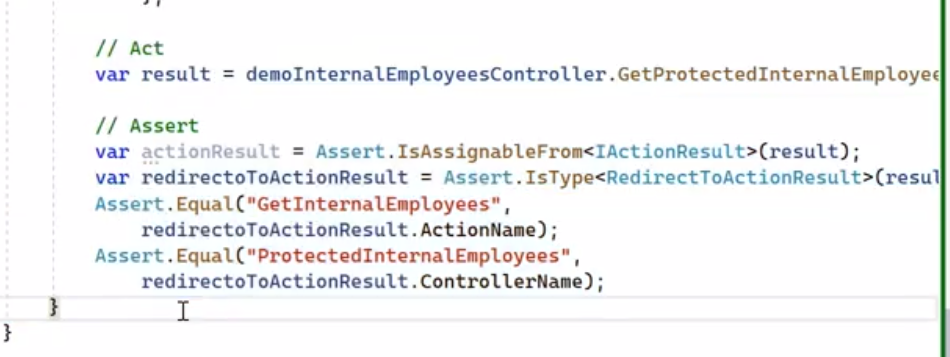 };
// Act
var result = demoInternalEmployeesController.GetProtectedInternalEmployee
// Assert
var actionResult = Assert.IsAssignableFrom<IActionResult>(result);
var redirectoToActionResult = Assert.IsType<RedirectToActionResult>(resul
Assert.Equal("GetInternalEmployees",
redirectoToActionResult.ActionName);
Assert.Equal("ProtectedInternalEmployees",
redirectoToActionResult.ControllerName);
}
}